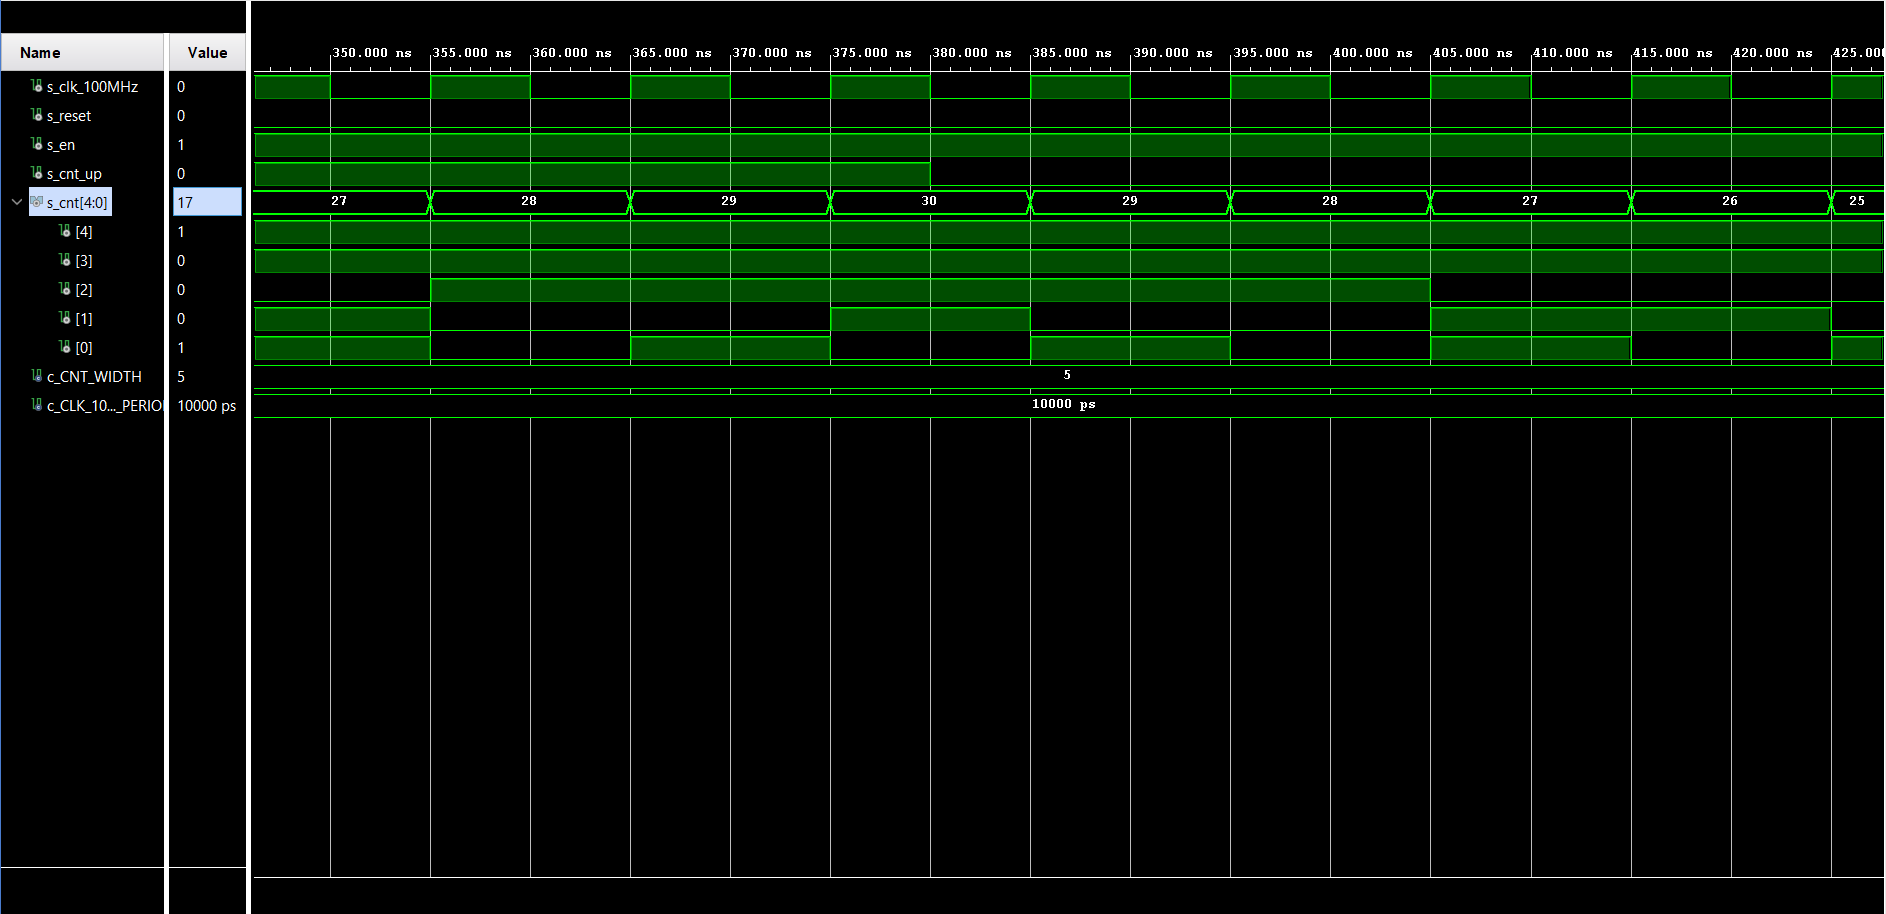 Name Value
350.000 ns 355.000 ns 360.000 ns 365.000 ns 370.000 ns 375.000 ns 380.000 ns 385.000 ns 390.000 ns 395.000 ns 400.000 ns 405.000 ns 410.000 ns 415.000 ns 420.000 ns 425.00
s_clk_100MHz 0
s_reset 0
s_en 1
s_cnt_up 0
s_cnt[4:0] 17 27 28 29 30 29 28 27 26 25
[4] 1
[3] 0
[2] 0
[1] 0
[0] 1
c_CNT_WIDTH 5 5
c_CLK_10..._PERIO 10000 ps 10000 ps